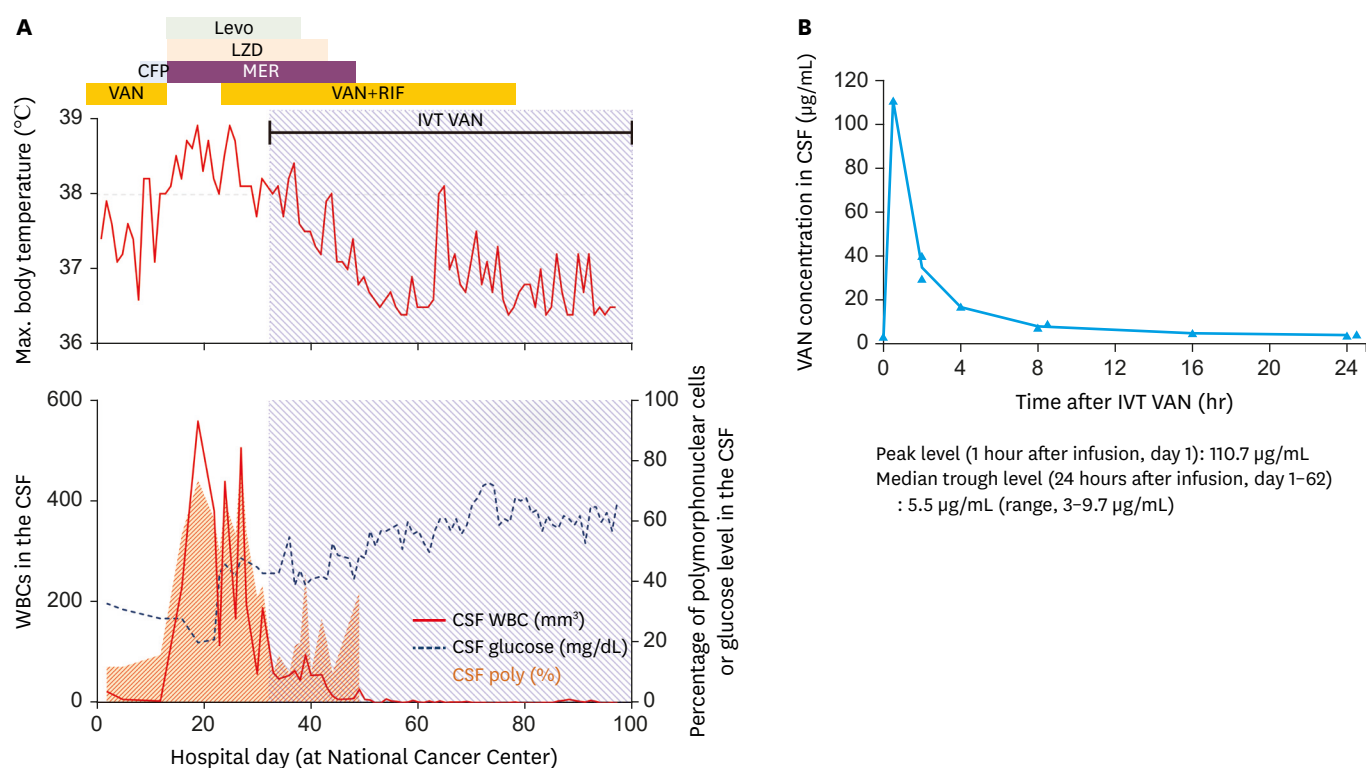 A
Levo
LZD
CFP MER
VAN VAN+RIF
IVT VAN
Max. body temperature (℃)
39
38
37
36
WBCs in the CSF
600
400
200
0
100
80
60
40
20
0
Percentage of polymorphonuclear cells
or glucose level in the CSF
CSF WBC (mm³)
CSF glucose (mg/dL)
CSF poly (%)
0 20 40 60 80 100
Hospital day (at National Cancer Center)
B
VAN concentration in CSF (µg/mL)
120
100
80
60
40
20
0
0 4 8 12 16 20 24
Time after IVT VAN (hr)
Peak level (1 hour after infusion, day 1): 110.7 µg/mL
Median trough level (24 hours after infusion, day 1–62)
: 5.5 µg/mL (range, 3–9.7 µg/mL)